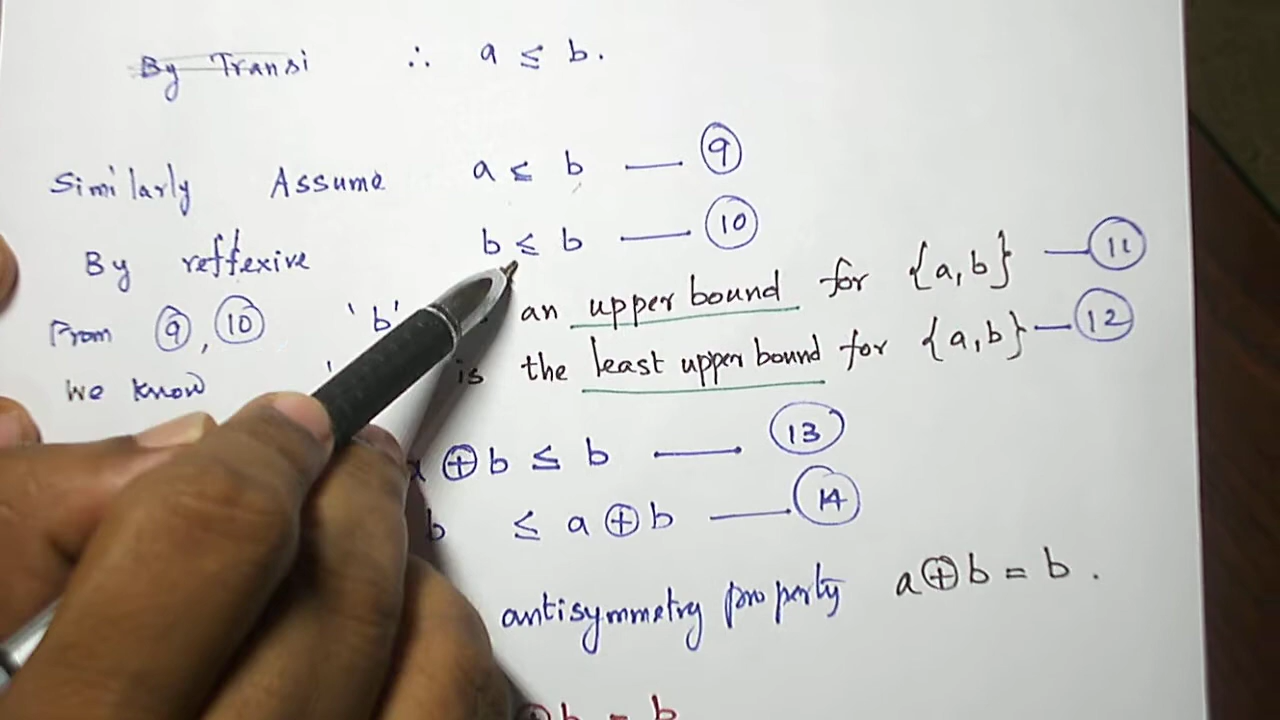 By Transi ∴ a ≤ b.
Similarly Assume a ≤ b — 9
By reffexive b ≤ b — 10
From 9, 10 'b' an upper bound for {a, b} — 11
We know ' is the least upper bound for {a, b} — 12
a ⊕ b ≤ b — 13
b ≤ a ⊕ b — 14
antisymmetry property a ⊕ b = b.
⊕ b = b